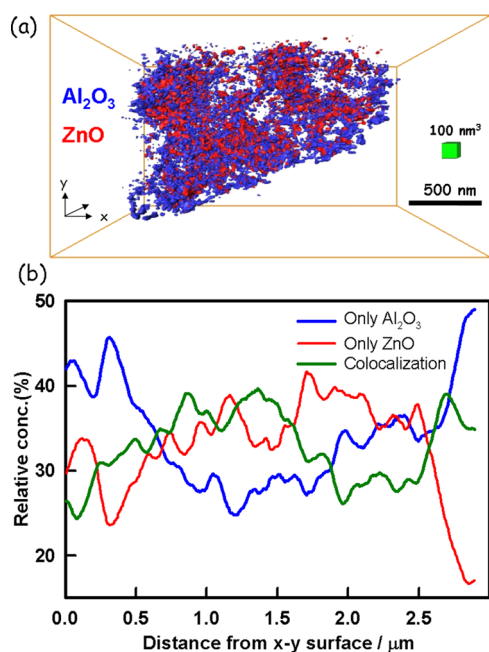 (a)
Al₂O₃
ZnO
100 nm³
500 nm
y
x
(b)
Only Al₂O₃
Only ZnO
Colocalization
Relative conc.(%)
50
40
30
20
0.0 0.5 1.0 1.5 2.0 2.5
Distance from x-y surface / μm